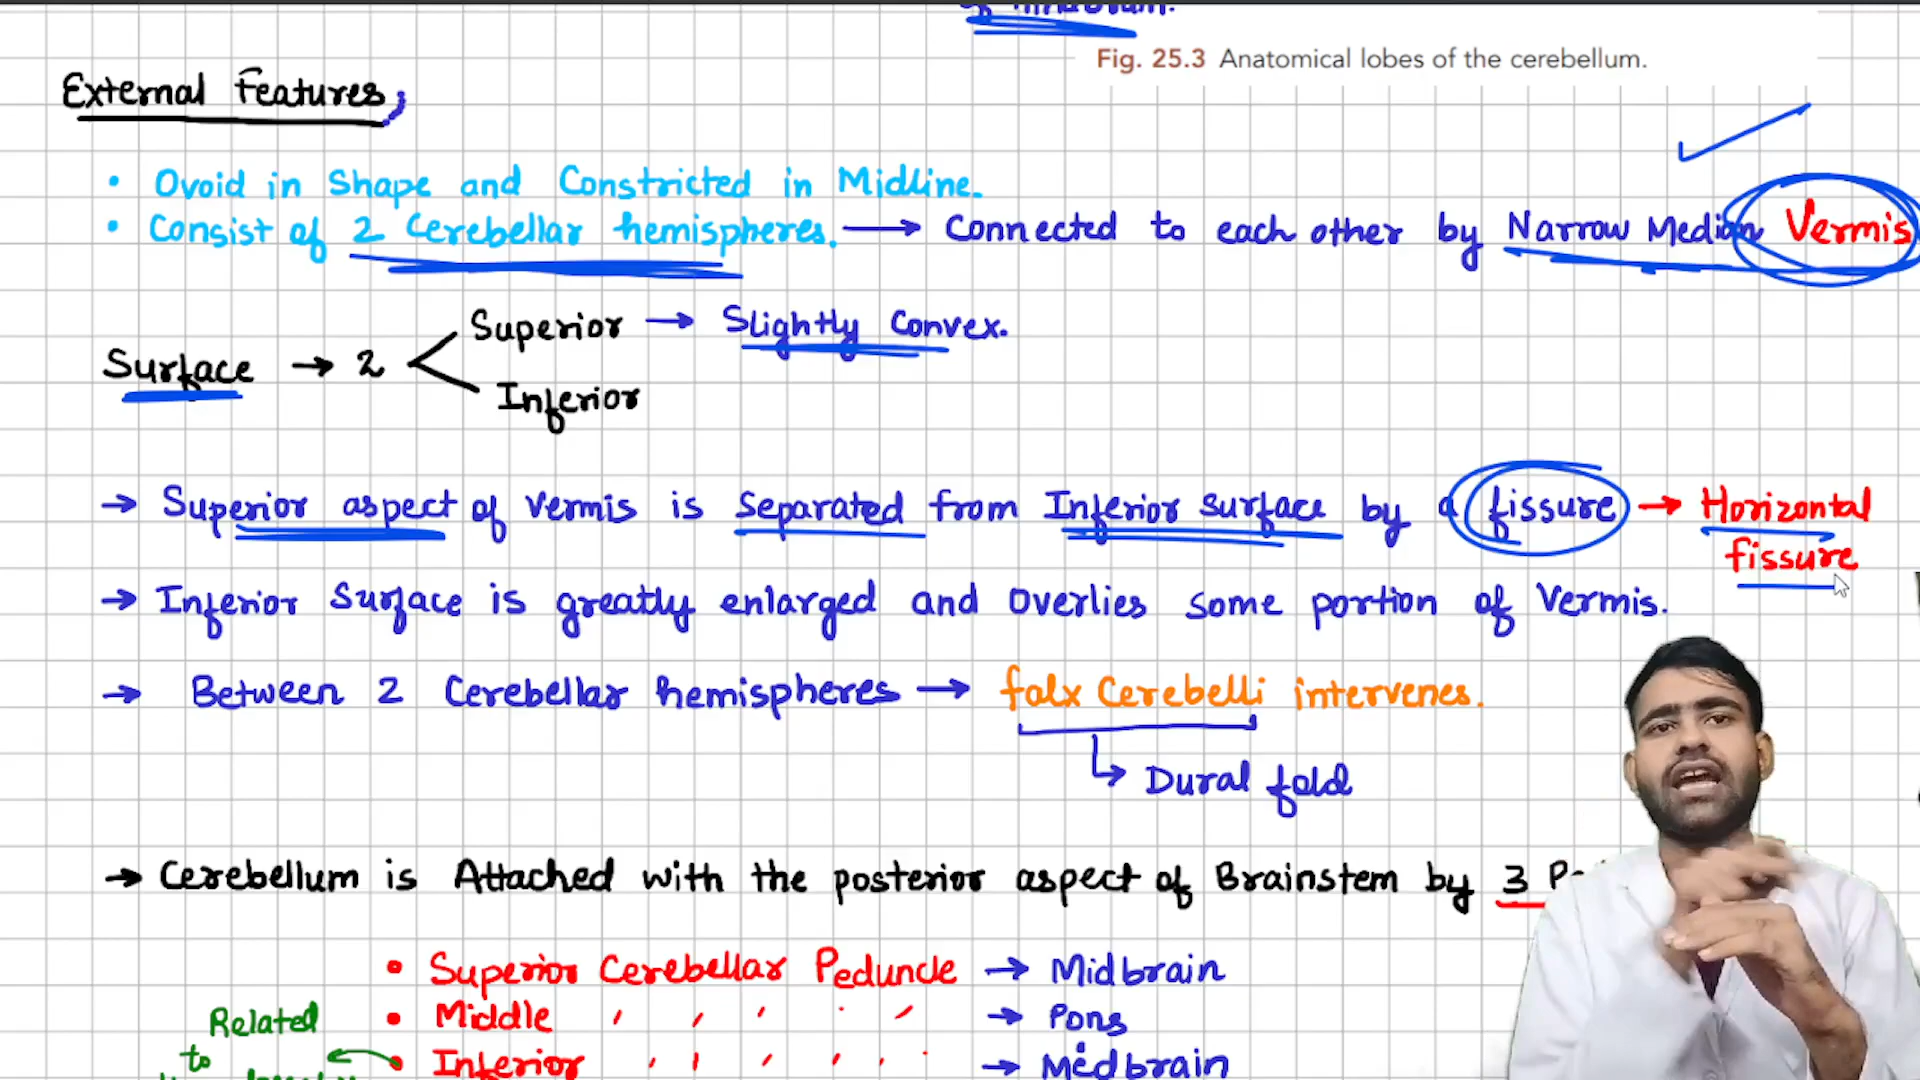 Fig. 25.3 Anatomical lobes of the cerebellum.
External Features
• Ovoid in Shape and Constricted in Midline.
• Consist of 2 Cerebellar hemispheres. → Connected to each other by Narrow Median Vermis
Surface → 2
Superior → Slightly Convex.
Inferior
→ Superior aspect of Vermis is Separated from Inferior Surface by a fissure → Horizontal
fissure
→ Inferior Surface is greatly enlarged and overlies Some portion of Vermis.
→ Between 2 Cerebellar hemispheres → falx Cerebelli intervenes.
→ Dural fold
→ Cerebellum is Attached with the posterior aspect of Brainstem by 3
• Superior Cerebellar Peduncle → Midbrain
• Middle → Pons
• Inferior → Medbrain
Related
to